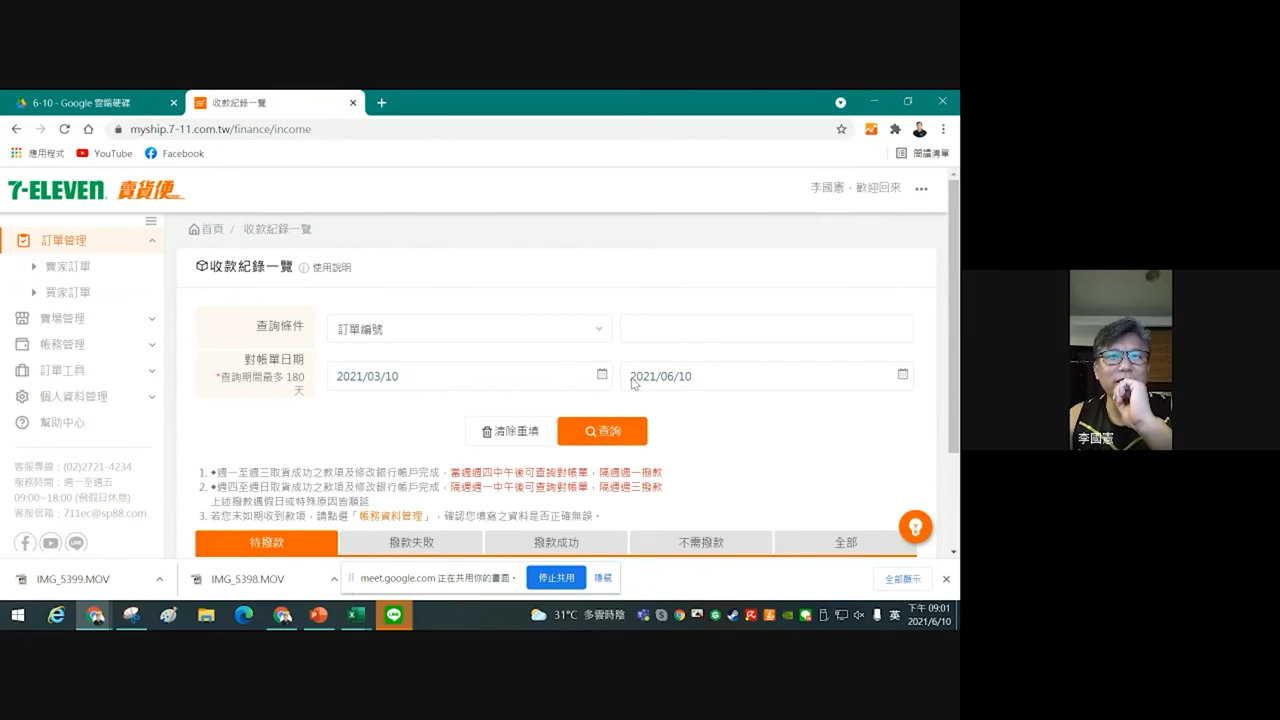 6-10 - Google 雲端硬碟
收款紀錄一覽
myship.7-11.com.tw/finance/income
應用程式
YouTube
Facebook
閱讀清單
7-ELEVEN 賣貨便
李國憲，歡迎回來
訂單管理
賣家訂單
買家訂單
賣場管理
帳務管理
訂單工具
個人資料管理
幫助中心
客服專線：(02)2721-4234
服務時間：週一至週五
09:00~18:00 (例假日休息)
客服信箱：711ec@sp88.com
首頁 / 收款紀錄一覽
收款紀錄一覽 使用說明
查詢條件
訂單編號
對帳單日期
*查詢期間最多 180
天
2021/03/10
2021/06/10
清除重填
查詢
1. ◆週一至週三取貨成功之款項及修改銀行帳戶完成，當週週四中午後可查詢對帳單，隔週週一撥款
2. ◆週四至週日取貨成功之款項及修改銀行帳戶完成，隔週週一中午後可查詢對帳單，隔週週三撥款
上述撥款遇假日或特殊原因皆順延
3. 若您未如期收到款項，請點選「帳務資料管理」，確認您填寫之資料是否正確無誤。
待撥款
撥款失敗
撥款成功
不需撥款
全部
IMG_5399.MOV
IMG_5398.MOV
meet.google.com 正在共用你的畫面。
停止共用
隱藏
全部顯示
31°C 多雲時陰
英
下午 09:01
2021/6/10
李國憲